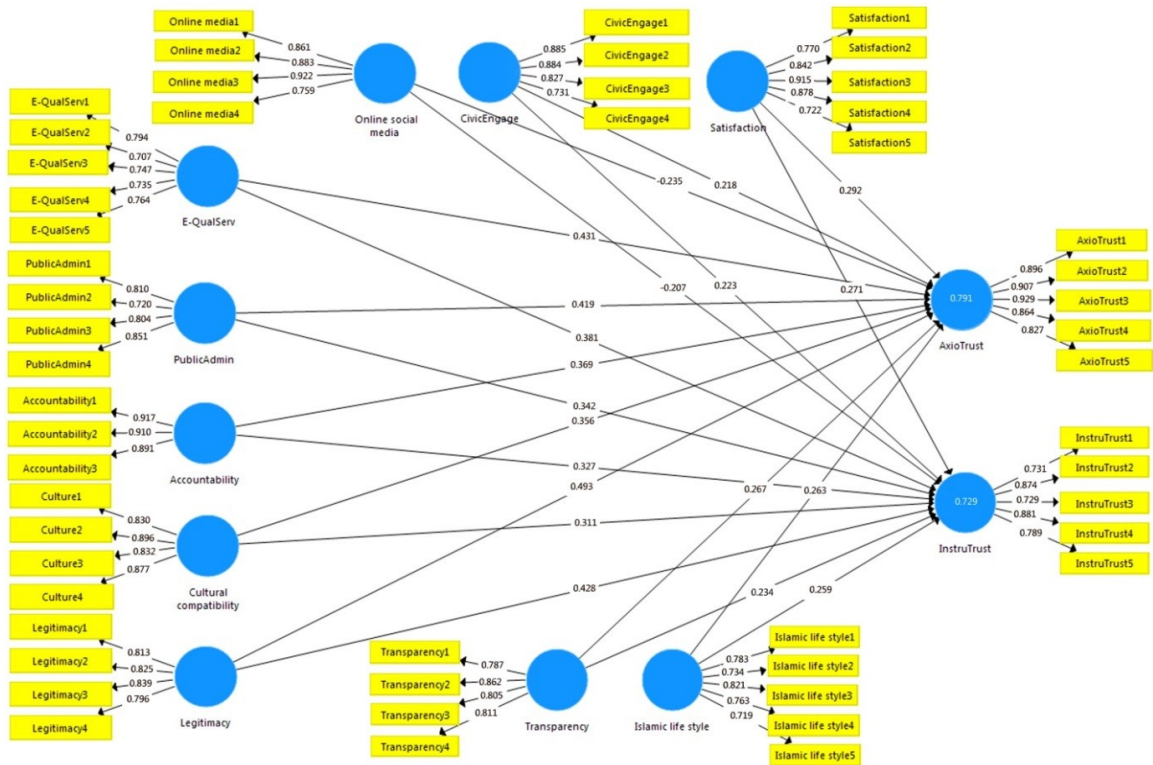 Online media1
Online media2
Online media3
Online media4
0.861
0.883
0.922
0.759
Online social
media
CivicEngage1
CivicEngage2
CivicEngage3
CivicEngage4
0.885
0.884
0.827
0.731
CivicEngage
Satisfaction1
Satisfaction2
Satisfaction3
Satisfaction4
Satisfaction5
0.770
0.842
0.915
0.878
0.722
Satisfaction
E-QualServ1
E-QualServ2
E-QualServ3
E-QualServ4
E-QualServ5
0.794
0.707
0.747
0.735
0.764
E-QualServ
PublicAdmin1
PublicAdmin2
PublicAdmin3
PublicAdmin4
0.810
0.720
0.804
0.851
PublicAdmin
Accountability1
Accountability2
Accountability3
0.917
0.910
0.891
Accountability
Culture1
Culture2
Culture3
Culture4
0.830
0.896
0.832
0.877
Cultural
compatibility
Legitimacy1
Legitimacy2
Legitimacy3
Legitimacy4
0.813
0.825
0.839
0.796
Legitimacy
Transparency1
Transparency2
Transparency3
Transparency4
0.787
0.862
0.805
0.811
Transparency
Islamic life style1
Islamic life style2
Islamic life style3
Islamic life style4
Islamic life style5
0.783
0.734
0.821
0.763
0.719
Islamic life style
-0.235
0.218
0.292
0.431
-0.207
0.223
0.271
0.419
0.381
0.369
0.342
0.356
0.327
0.493
0.267
0.263
0.311
0.428
0.234
0.259
0.791
AxioTrust
0.896
0.907
0.929
0.864
0.827
AxioTrust1
AxioTrust2
AxioTrust3
AxioTrust4
AxioTrust5
0.729
InstruTrust
0.731
0.874
0.729
0.881
0.789
InstruTrust1
InstruTrust2
InstruTrust3
InstruTrust4
InstruTrust5